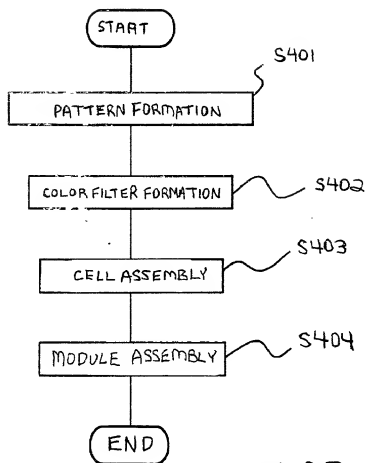 START
S401
PATTERN FORMATION
COLOR FILTER FORMATION
S402
S403
CELL ASSEMBLY
S404
MODULE ASSEMBLY
END